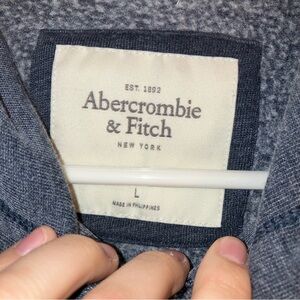 EST. 1892
Abercrombie
& Fitch
NEW YORK
L
MADE IN PHILIPPINES